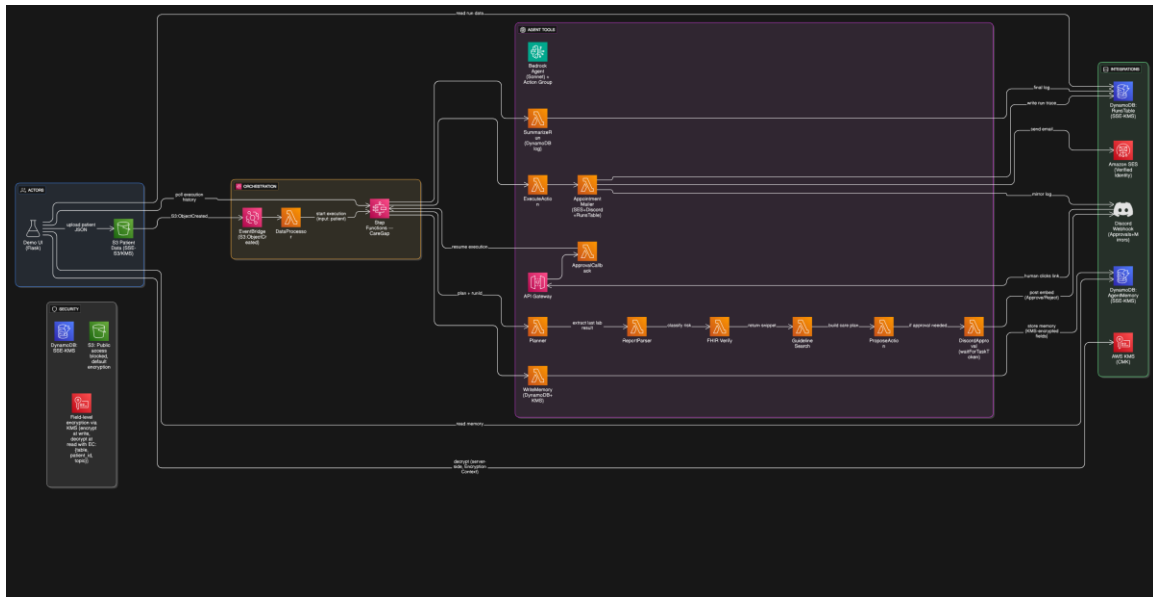 read run data
AGENT TOOLS
Bedrock
Agent
(Sonnet) +
Action Group
INTEGRATIONS
final log
DynamoDB:
RunsTable
(SSE-KMS)
write run trace
SummarizeRu
n
(DynamoDB
log)
send email
Amazon SES
(Verified
Identity)
ACTORS
ORCHESTRATION
poll execution
history
ExecuteAction
Appointment
Mailer
(SES+Discord
+RunsTable)
mirror log
upload patient
JSON
S3:ObjectCreated
start execution
(input: patient)
Demo UI
(Flask)
S3 Patient
Data (SSE-
S3/KMS)
EventBridge
(S3:ObjectCr
eated)
DataProcesso
r
Step
Functions —
CareGap
Discord
Webhook
(Approvals+M
irrors)
resume execution
ApprovalCallb
ack
API Gateway
human clicks link
plan + runId
post embed
(Approve/Reject)
DynamoDB:
AgentMemory
(SSE-KMS)
SECURITY
Planner
extract last lab
result
ReportParser
classify risk
FHIR Verify
return snippet
Guideline
Search
build care plan
ProposeActio
n
if approval needed
DiscordAppro
val
(waitForTaskT
oken)
store memory
(KMS-encrypted
fields)
DynamoDB:
SSE-KMS
S3: Public
access
blocked,
default
encryption
AWS KMS
(CMK)
WriteMemory
(DynamoDB+
KMS)
Field-level
encryption via
KMS (encrypt
at write,
decrypt at
read with EC:
{table,
patient_id,
topic})
read memory
decrypt (server-
side, Encryption
Context)